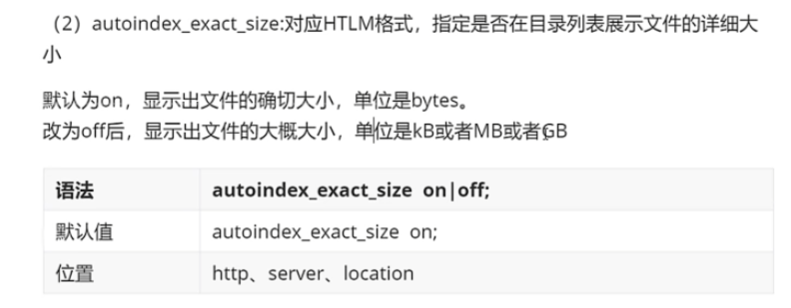 （2）autoindex_exact_size:对应HTLM格式，指定是否在目录列表展示文件的详细大
小
默认为on，显示出文件的确切大小，单位是bytes。
改为off后，显示出文件的大概大小，单位是kB或者MB或者GB
语法 autoindex_exact_size on|off;
默认值 autoindex_exact_size on;
位置 http、server、location